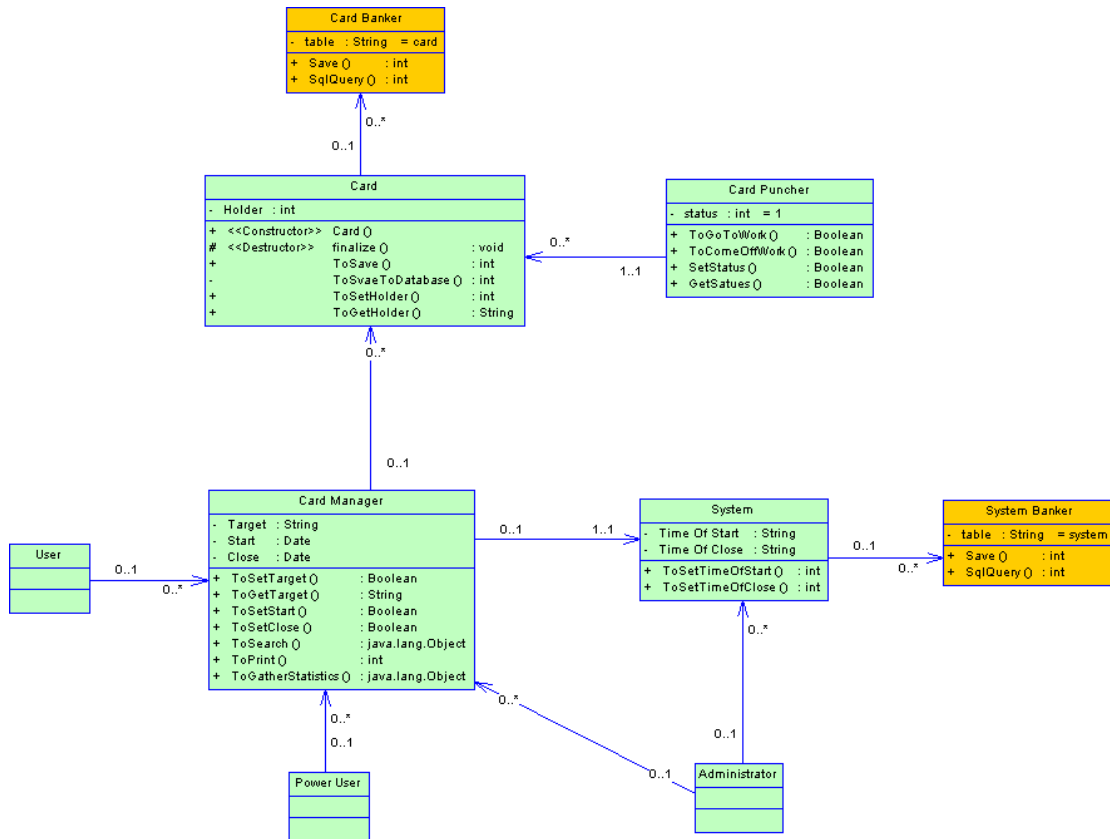 Card Banker
- table : String = card
+ Save () : int
+ SqlQuery () : int
0..*
0..1
Card
- Holder : int
+ <<Constructor>> Card ()
# <<Destructor>> finalize () : void
+ ToSave () : int
- ToSvaeToDatabase () : int
+ ToSetHolder () : int
+ ToGetHolder () : String
Card Puncher
- status : int = 1
+ ToGoToWork () : Boolean
+ ToComeOffWork () : Boolean
+ SetStatus () : Boolean
+ GetSatues () : Boolean
0..*
1..1
0..*
0..1
Card Manager
- Target : String
- Start : Date
- Close : Date
+ ToSetTarget () : Boolean
+ ToGetTarget () : String
+ ToSetStart () : Boolean
+ ToSetClose () : Boolean
+ ToSearch () : java.lang.Object
+ ToPrint () : int
+ ToGatherStatistics () : java.lang.Object
0..1
1..1
System
- Time Of Start : String
- Time Of Close : String
+ ToSetTimeOfStart () : int
+ ToSetTimeOfClose () : int
0..1
0..*
System Banker
- table : String = system
+ Save () : int
+ SqlQuery () : int
User
0..1
0..*
0..*
0..1
Power User
0..*
0..1
0..*
0..1
Administrator